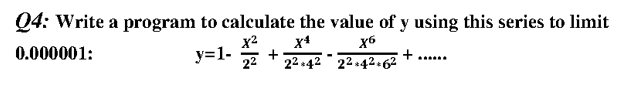 Q4: Write a program to calculate the value of y using this series to limit
0.000001: y=1- X²/2² + X⁴/2²*4² - X⁶/2²*4²*6² + ......